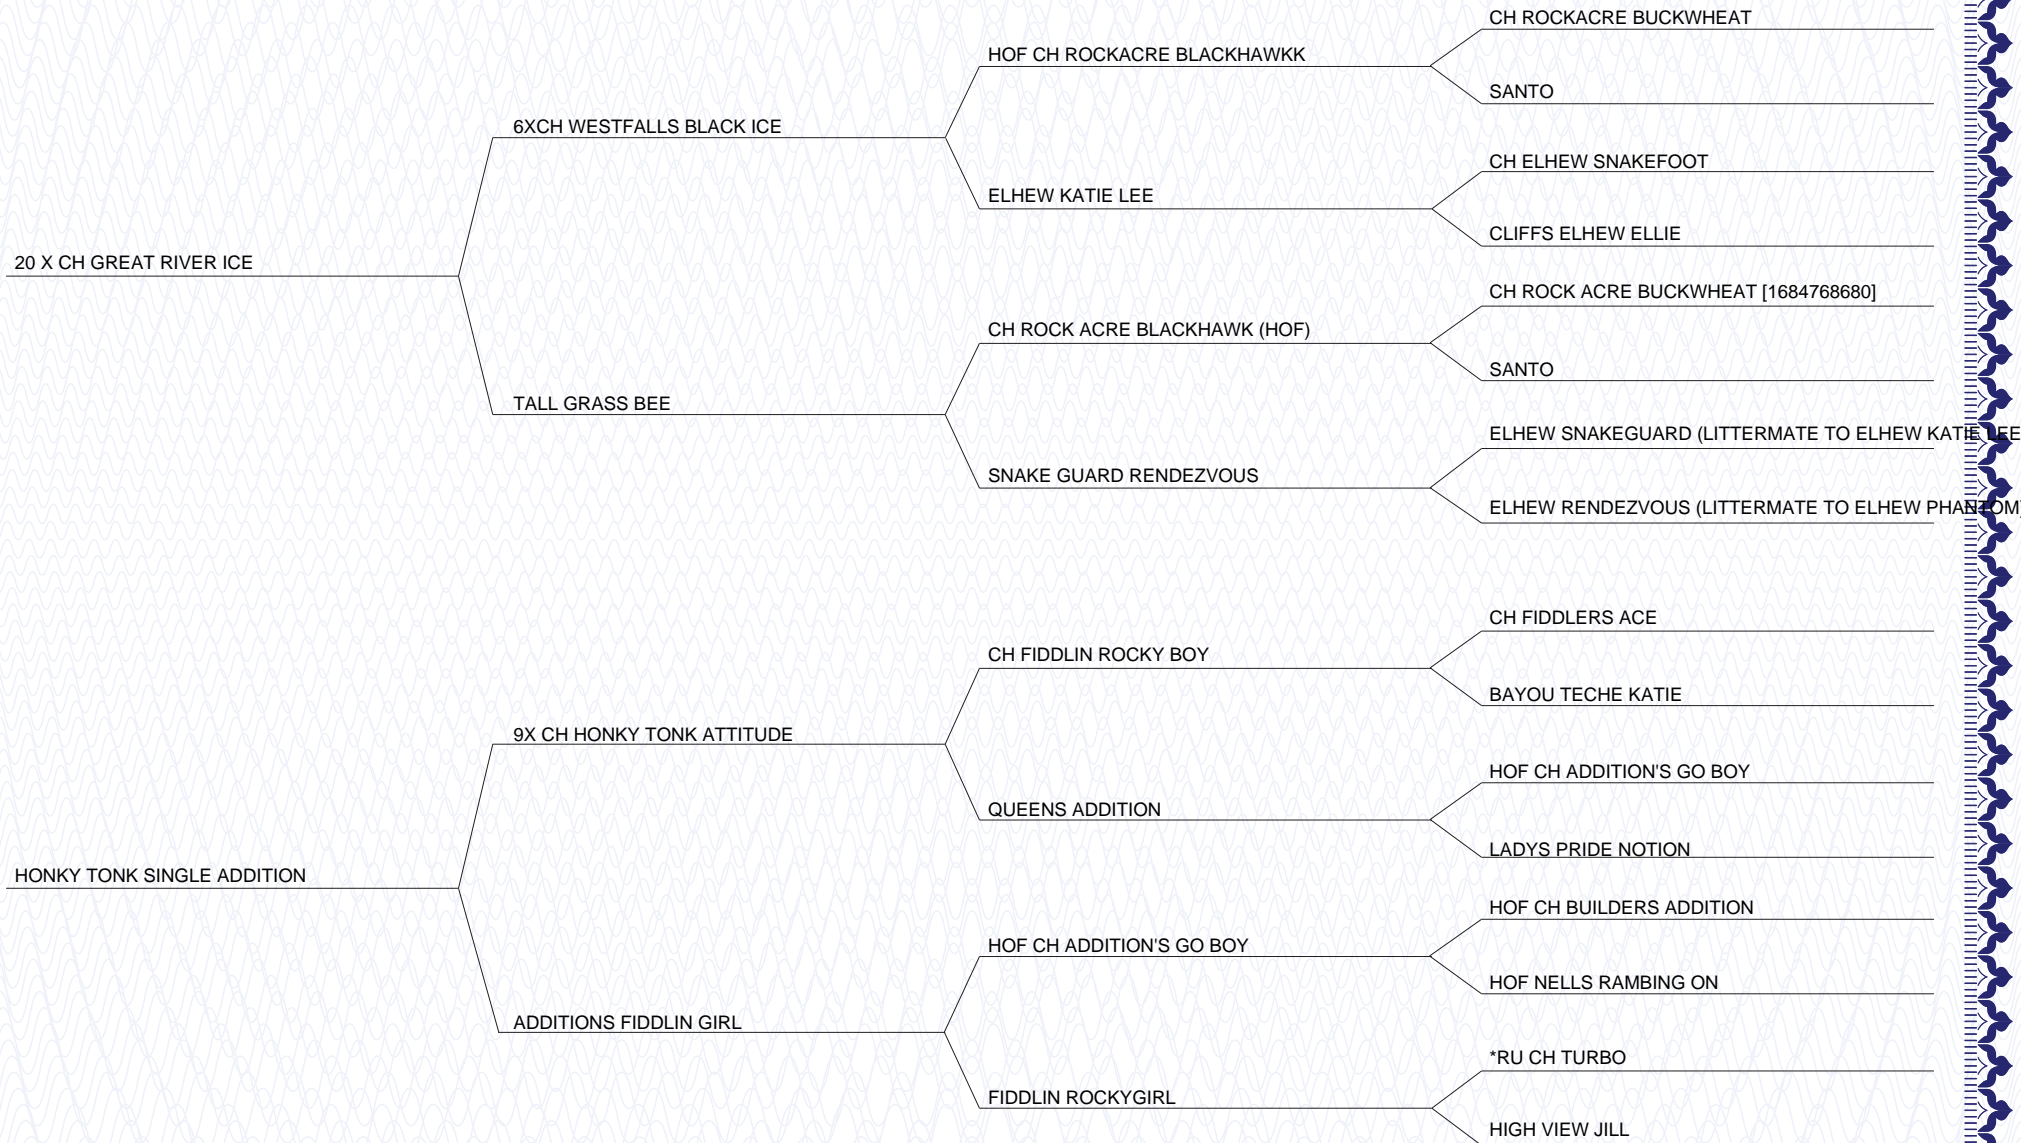 CH ROCKACRE BUCKWHEAT
HOF CH ROCKACRE BLACKHAWKK
SANTO
6XCH WESTFALLS BLACK ICE
CH ELHEW SNAKEFOOT
ELHEW KATIE LEE
CLIFFS ELHEW ELLIE
20 X CH GREAT RIVER ICE
CH ROCK ACRE BUCKWHEAT [1684768680]
CH ROCK ACRE BLACKHAWK (HOF)
SANTO
TALL GRASS BEE
ELHEW SNAKEGUARD (LITTERMATE TO ELHEW KATIE LEE
SNAKE GUARD RENDEZVOUS
ELHEW RENDEZVOUS (LITTERMATE TO ELHEW PHANTOM)
CH FIDDLERS ACE
CH FIDDLIN ROCKY BOY
BAYOU TECHE KATIE
9X CH HONKY TONK ATTITUDE
HOF CH ADDITION'S GO BOY
QUEENS ADDITION
LADYS PRIDE NOTION
HONKY TONK SINGLE ADDITION
HOF CH BUILDERS ADDITION
HOF CH ADDITION'S GO BOY
HOF NELLS RAMBING ON
ADDITIONS FIDDLIN GIRL
*RU CH TURBO
FIDDLIN ROCKYGIRL
HIGH VIEW JILL